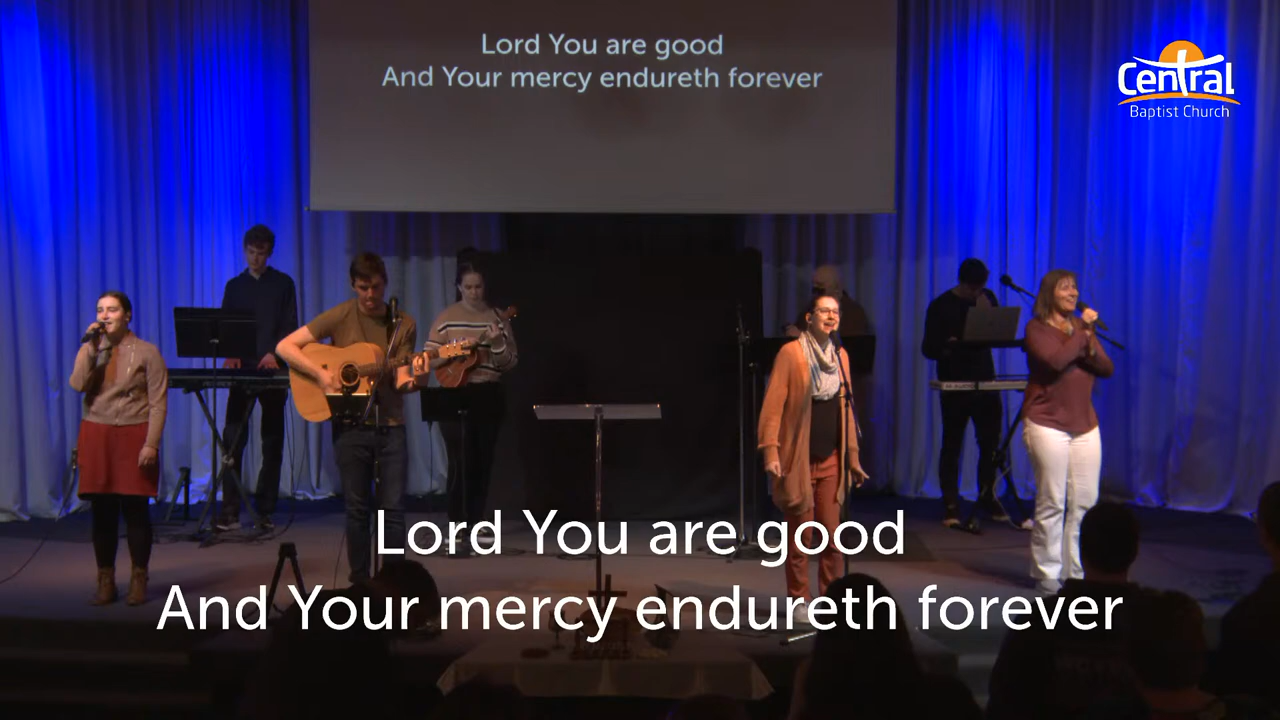 Lord You are good
And Your mercy endureth forever
Central
Baptist Church
Lord You are good
And Your mercy endureth forever